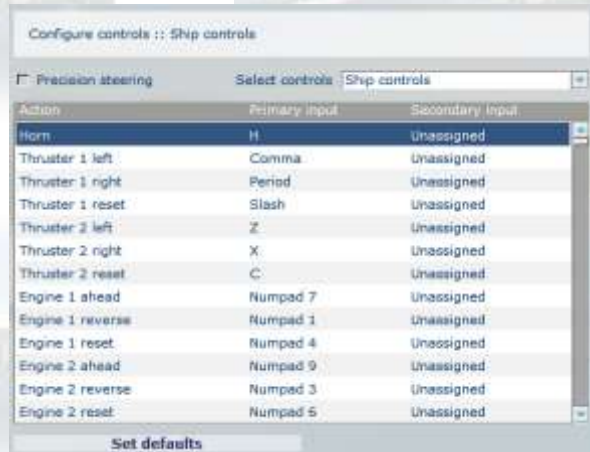 Configure controls :: Ship controls
Precision steering Select controls Ship controls
Action Primary input Secondary input
Horn H Unassigned
Thruster 1 left Comma Unassigned
Thruster 1 right Period Unassigned
Thruster 1 reset Slash Unassigned
Thruster 2 left Z Unassigned
Thruster 2 right X Unassigned
Thruster 2 reset C Unassigned
Engine 1 ahead Numpad 7 Unassigned
Engine 1 reverse Numpad 1 Unassigned
Engine 1 reset Numpad 4 Unassigned
Engine 2 ahead Numpad 9 Unassigned
Engine 2 reverse Numpad 3 Unassigned
Engine 2 reset Numpad 6 Unassigned
Set defaults